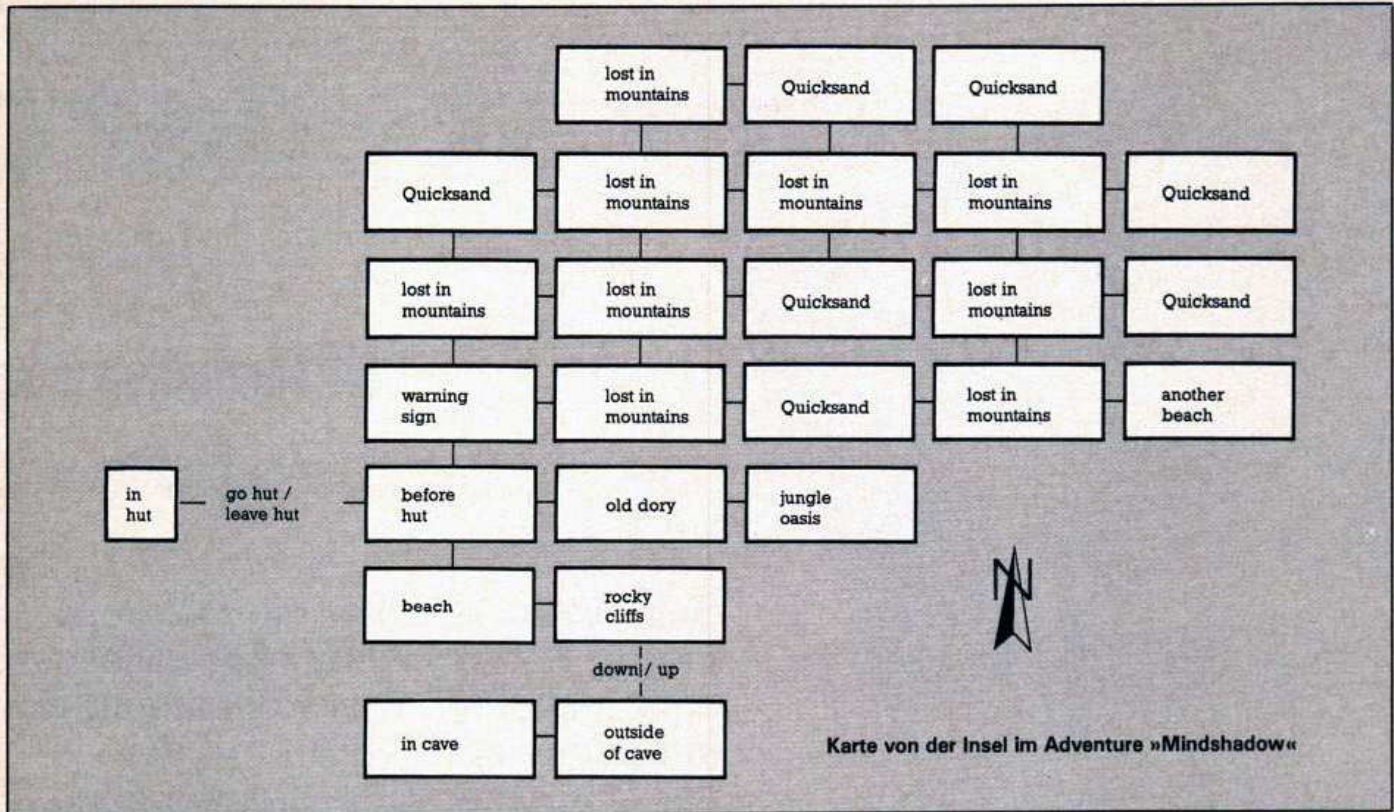 lost in
mountains
Quicksand
Quicksand
Quicksand
lost in
mountains
lost in
mountains
lost in
mountains
Quicksand
lost in
mountains
lost in
mountains
Quicksand
lost in
mountains
Quicksand
warning
sign
lost in
mountains
Quicksand
lost in
mountains
another
beach
in
hut
go hut /
leave hut
before
hut
old dory
jungle
oasis
N
beach
rocky
cliffs
down / up
in cave
outside
of cave
Karte von der Insel im Adventure »Mindshadow«